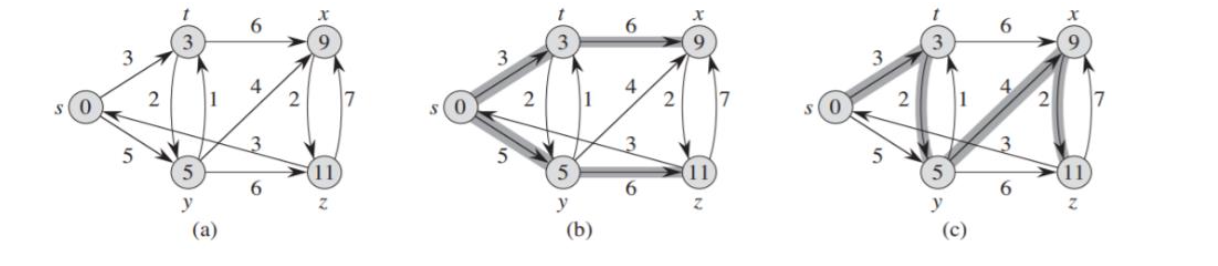 t x t x t x
6 6 6
3 9 3 9 3 9
3 3 3
4 4 4
s 0 2 1 2 7 s 0 2 1 2 7 s 0 2 1 2 7
3 3 3
5 5 5
5 11 5 11 5 11
6 6 6
y z y z y z
(a) (b) (c)